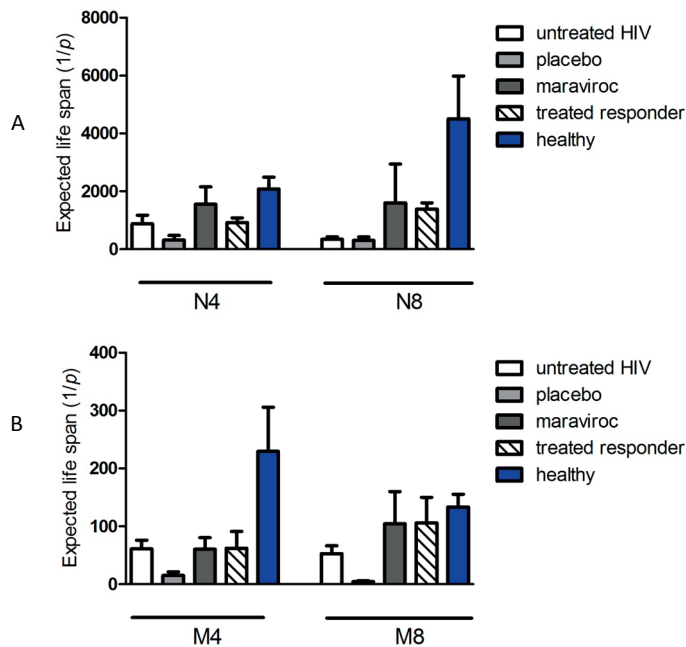 A
Expected life span (1/p)
8000
6000
4000
2000
0
N4
N8
untreated HIV
placebo
maraviroc
treated responder
healthy
B
Expected life span (1/p)
400
300
200
100
0
M4
M8
untreated HIV
placebo
maraviroc
treated responder
healthy